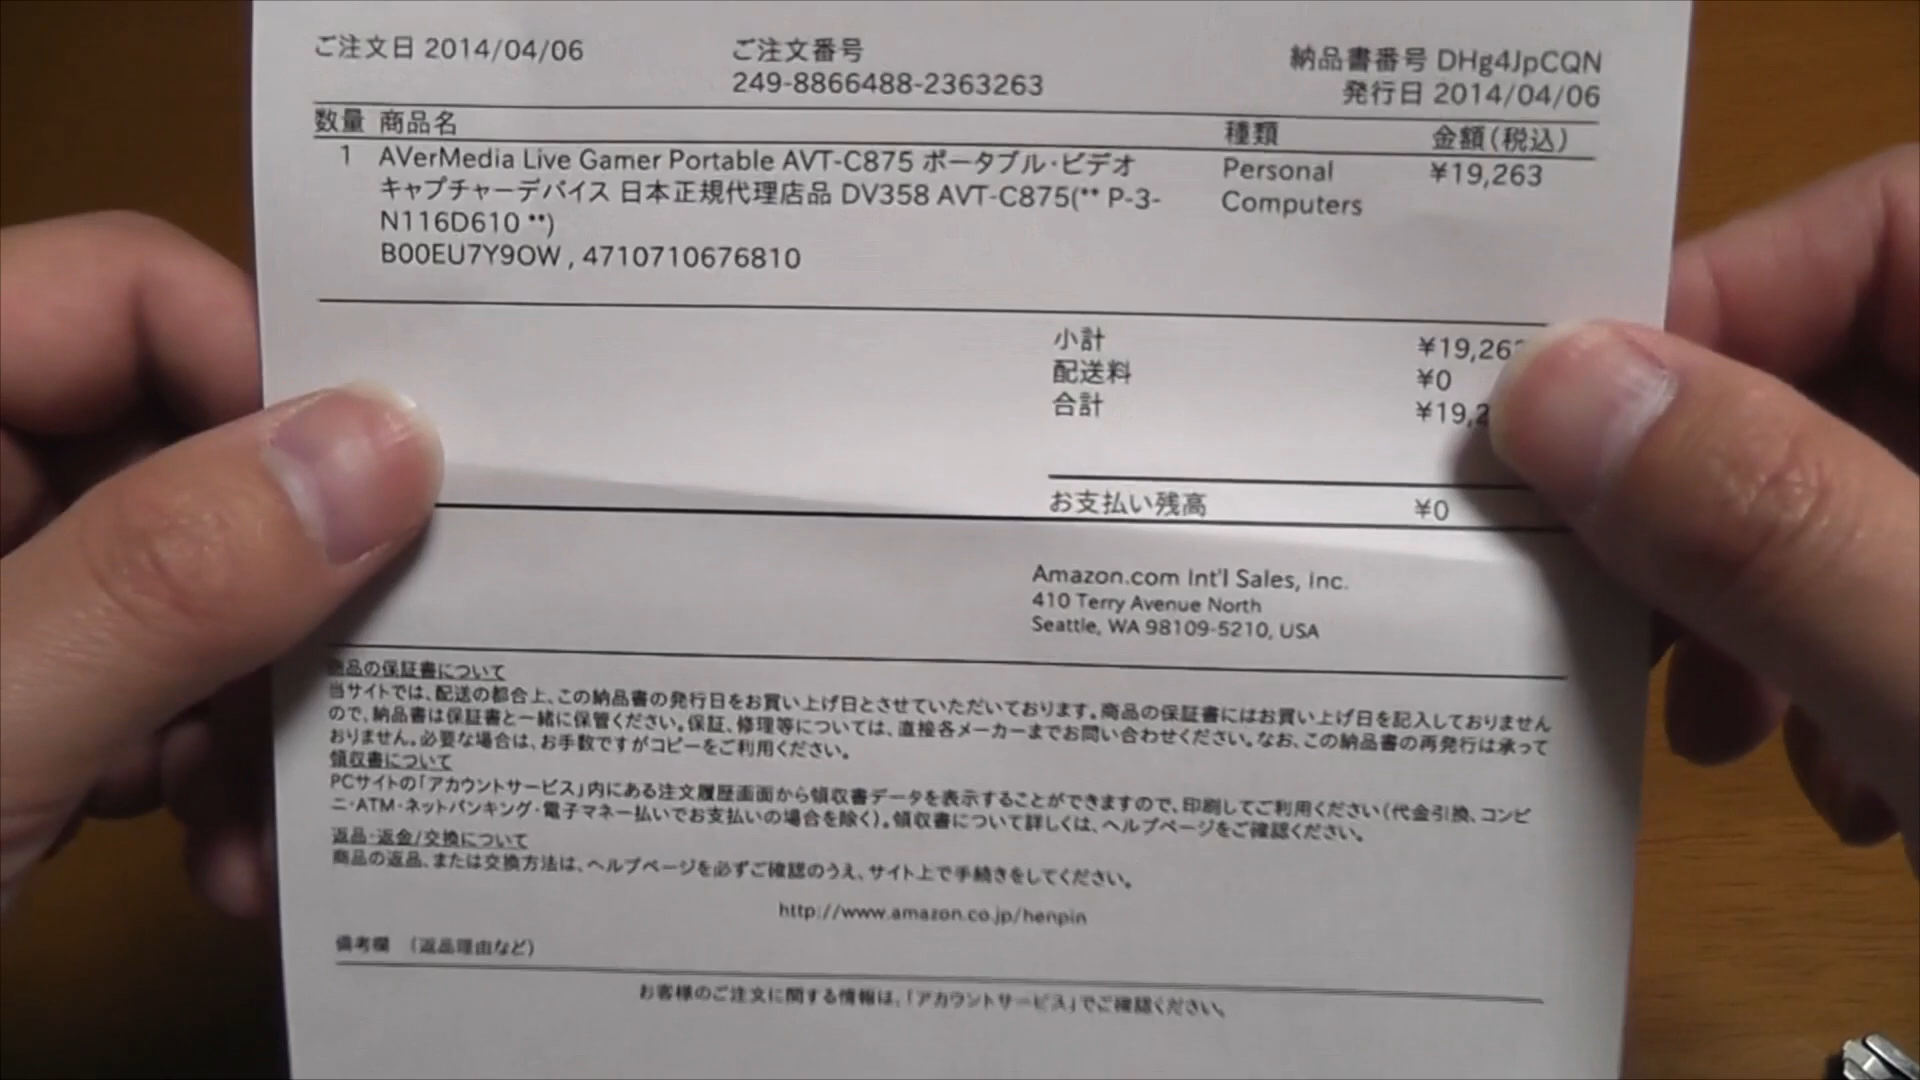 ご注文日 2014/04/06
ご注文番号
249-8866488-2363263
納品書番号 DHg4JpCQN
発行日 2014/04/06
数量 商品名 種類 金額(税込)
1 AVerMedia Live Gamer Portable AVT-C875 ポータブル・ビデオ Personal ¥19,263
キャプチャーデバイス 日本正規代理店品 DV358 AVT-C875(** P-3- Computers
N116D610 **)
B00EU7Y9OW , 4710710676810
小計 ¥19,263
配送料 ¥0
合計 ¥19,2
お支払い残高 ¥0
Amazon.com Int'l Sales, Inc.
410 Terry Avenue North
Seattle, WA 98109-5210, USA
商品の保証書について
当サイトでは、配送の都合上、この納品書の発行日をお買い上げ日とさせていただいております。商品の保証書にはお買い上げ日を記入しておりません
ので、納品書は保証書と一緒に保管ください。保証、修理等については、直接各メーカーまでお問い合わせください。なお、この納品書の再発行は承って
おりません。必要な場合は、お手数ですがコピーをご利用ください。
領収書について
PCサイトの「アカウントサービス」内にある注文履歴画面から領収書データを表示することができますので、印刷してご利用ください(代金引換、コンビ
ニ・ATM・ネットバンキング・電子マネー払いでお支払いの場合を除く)。領収書について詳しくは、ヘルプページをご確認ください。
返品・返金/交換について
商品の返品、または交換方法は、ヘルプページを必ずご確認のうえ、サイト上で手続きをしてください。
http://www.amazon.co.jp/henpin
備考欄 (返品理由など)
お客様のご注文に関する情報は、「アカウントサービス」でご確認ください。